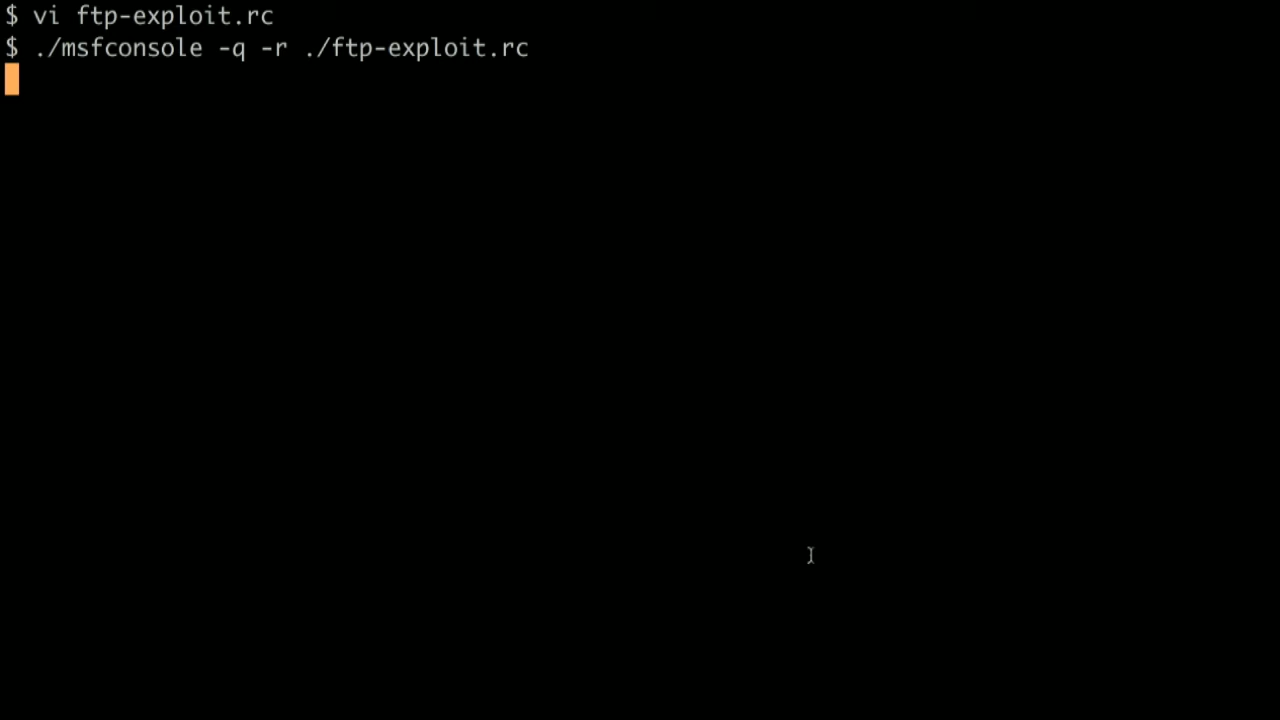 $ vi ftp-exploit.rc
$ ./msfconsole -q -r ./ftp-exploit.rc